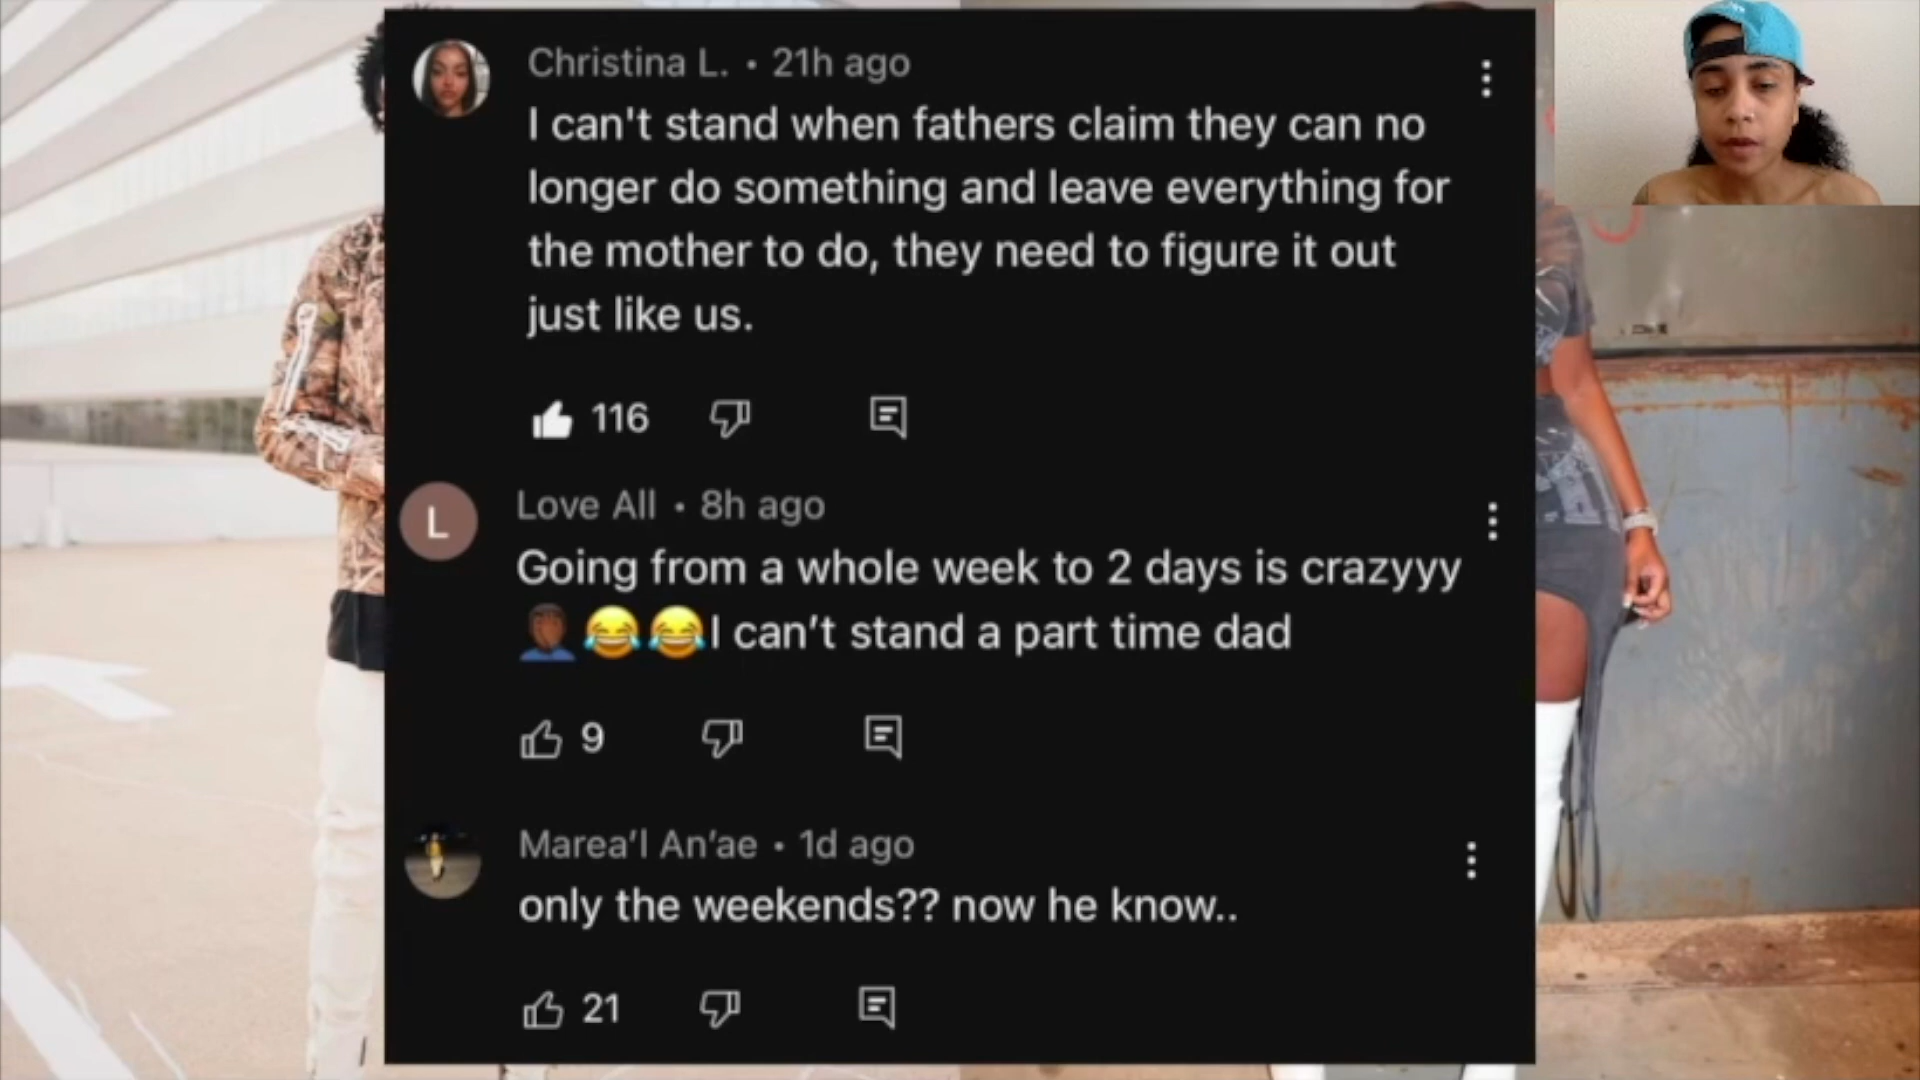 Christina L. • 21h ago
I can't stand when fathers claim they can no
longer do something and leave everything for
the mother to do, they need to figure it out
just like us.
116
L
Love All • 8h ago
Going from a whole week to 2 days is crazyyy
🤦🏾‍♂️😂😂I can’t stand a part time dad
9
Marea’l An’ae • 1d ago
only the weekends?? now he know..
21